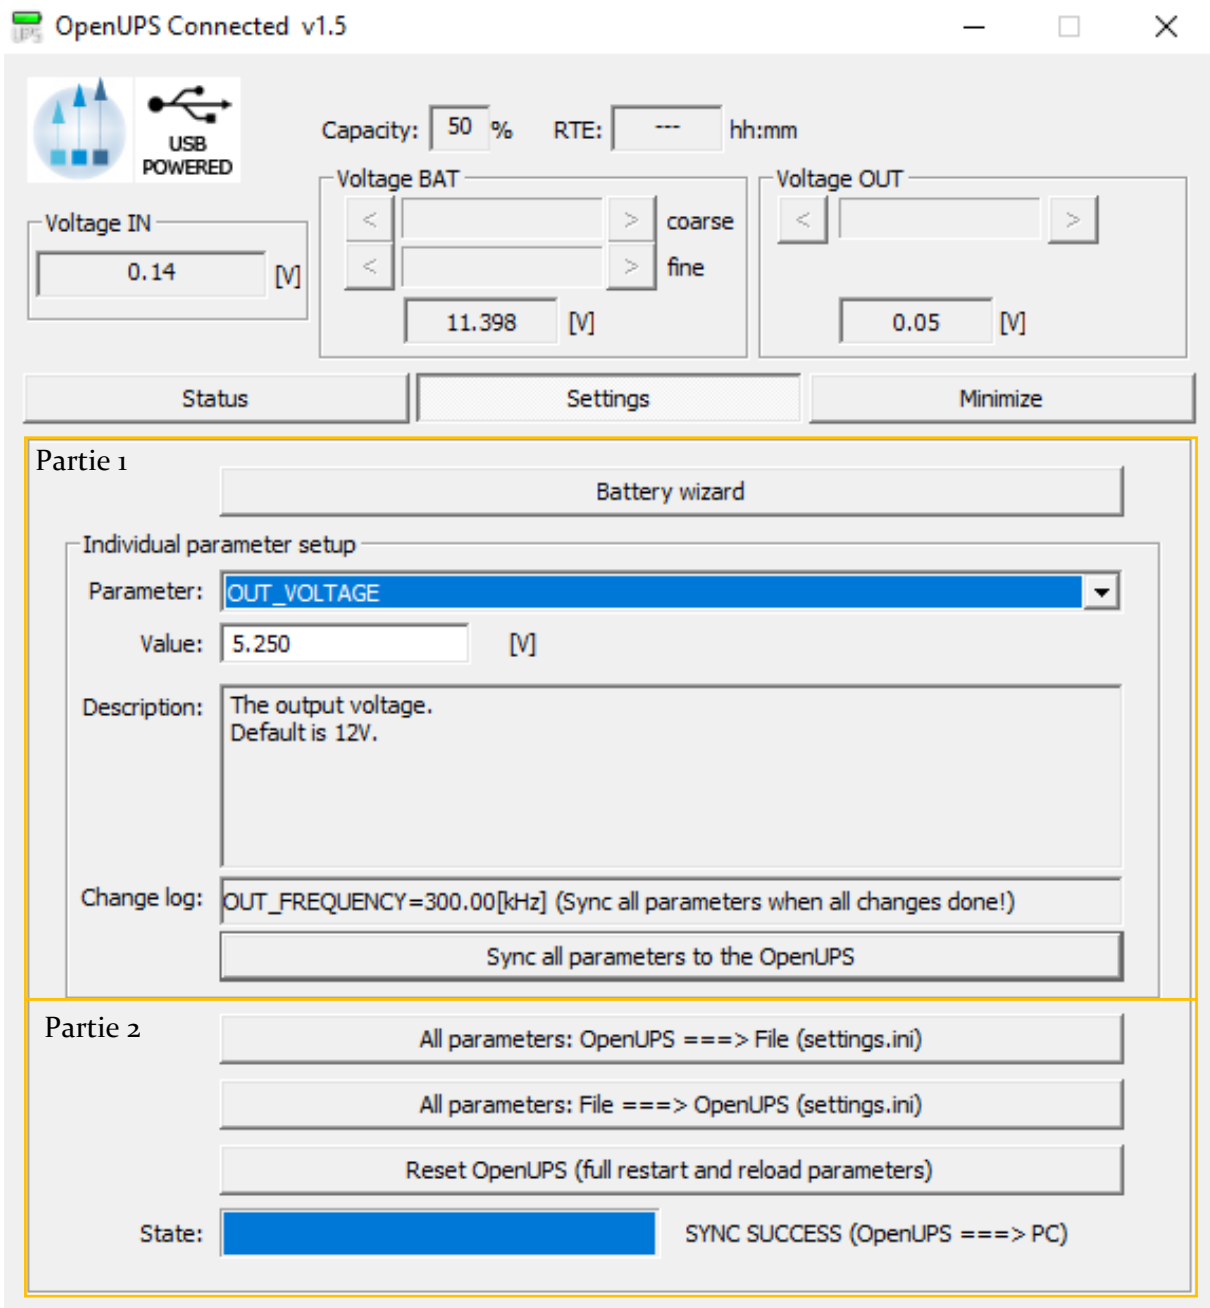 OpenUPS Connected v1.5
USB
POWERED
Capacity: 50 % RTE: --- hh:mm
Voltage IN
0.14 [V]
Voltage BAT
< > coarse
< > fine
11.398 [V]
Voltage OUT
< >
0.05 [V]
Status Settings Minimize
Partie 1
Battery wizard
Individual parameter setup
Parameter: OUT_VOLTAGE
Value: 5.250 [V]
Description: The output voltage.
Default is 12V.
Change log: OUT_FREQUENCY=300.00[kHz] (Sync all parameters when all changes done!)
Sync all parameters to the OpenUPS
Partie 2
All parameters: OpenUPS ===> File (settings.ini)
All parameters: File ===> OpenUPS (settings.ini)
Reset OpenUPS (full restart and reload parameters)
State: SYNC SUCCESS (OpenUPS ===> PC)